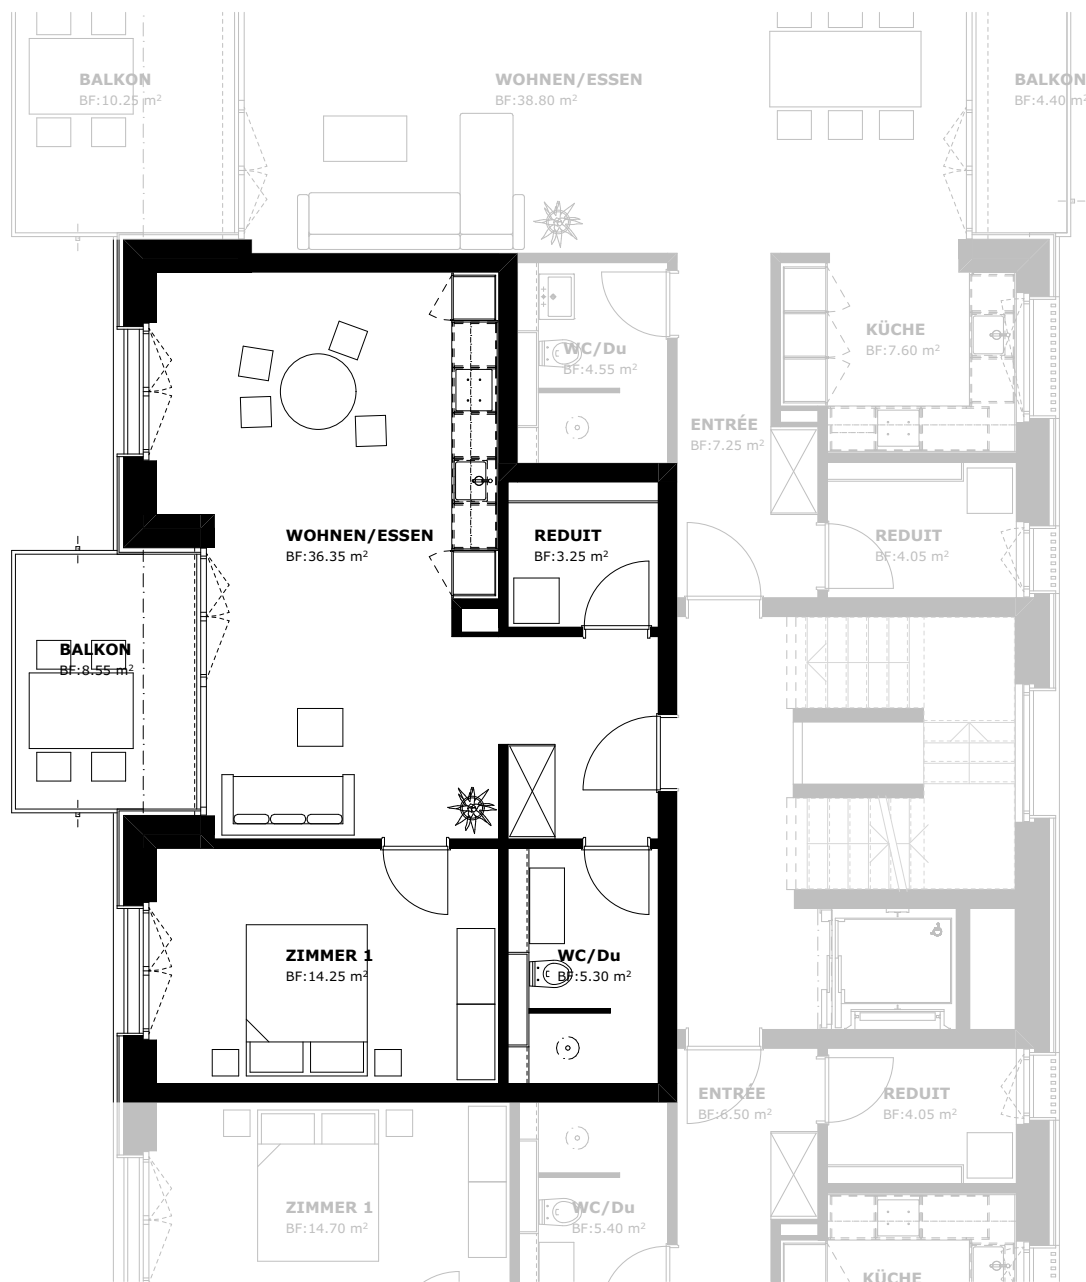 BALKON
BF:10.25 m²
WOHNEN/ESSEN
BF:38.80 m²
BALKON
BF:4.40 m²
WC/Du
BF:4.55 m²
KÜCHE
BF:7.60 m²
ENTRÉE
BF:7.25 m²
WOHNEN/ESSEN
BF:36.35 m²
REDUIT
BF:3.25 m²
REDUIT
BF:4.05 m²
BALKON
BF:8.55 m²
ZIMMER 1
BF:14.25 m²
WC/Du
BF:5.30 m²
ENTRÉE
BF:6.50 m²
REDUIT
BF:4.05 m²
ZIMMER 1
BF:14.70 m²
WC/Du
BF:5.40 m²
KÜCHE